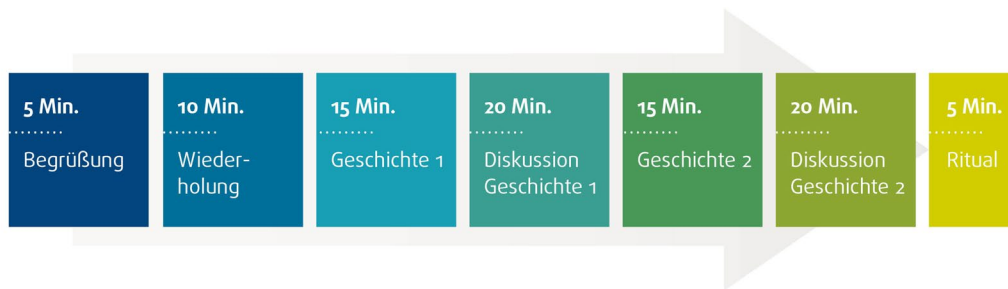 5 Min.
Begrüßung
10 Min.
Wieder-
holung
15 Min.
Geschichte 1
20 Min.
Diskussion
Geschichte 1
15 Min.
Geschichte 2
20 Min.
Diskussion
Geschichte 2
5 Min.
Ritual